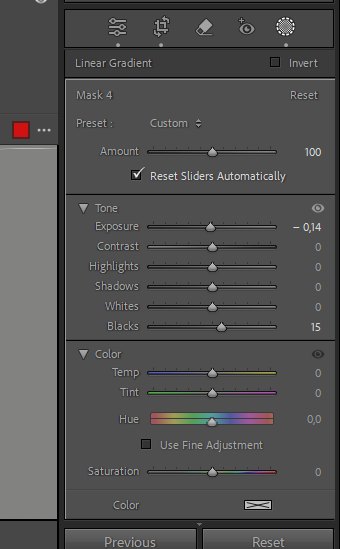 Linear Gradient Invert
Mask 4 Reset
Preset : Custom
Amount 100
Reset Sliders Automatically
Tone
Exposure – 0,14
Contrast 0
Highlights 0
Shadows 0
Whites 0
Blacks 15
Color
Temp 0
Tint 0
Hue 0,0
Use Fine Adjustment
Saturation 0
Color
Previous Reset